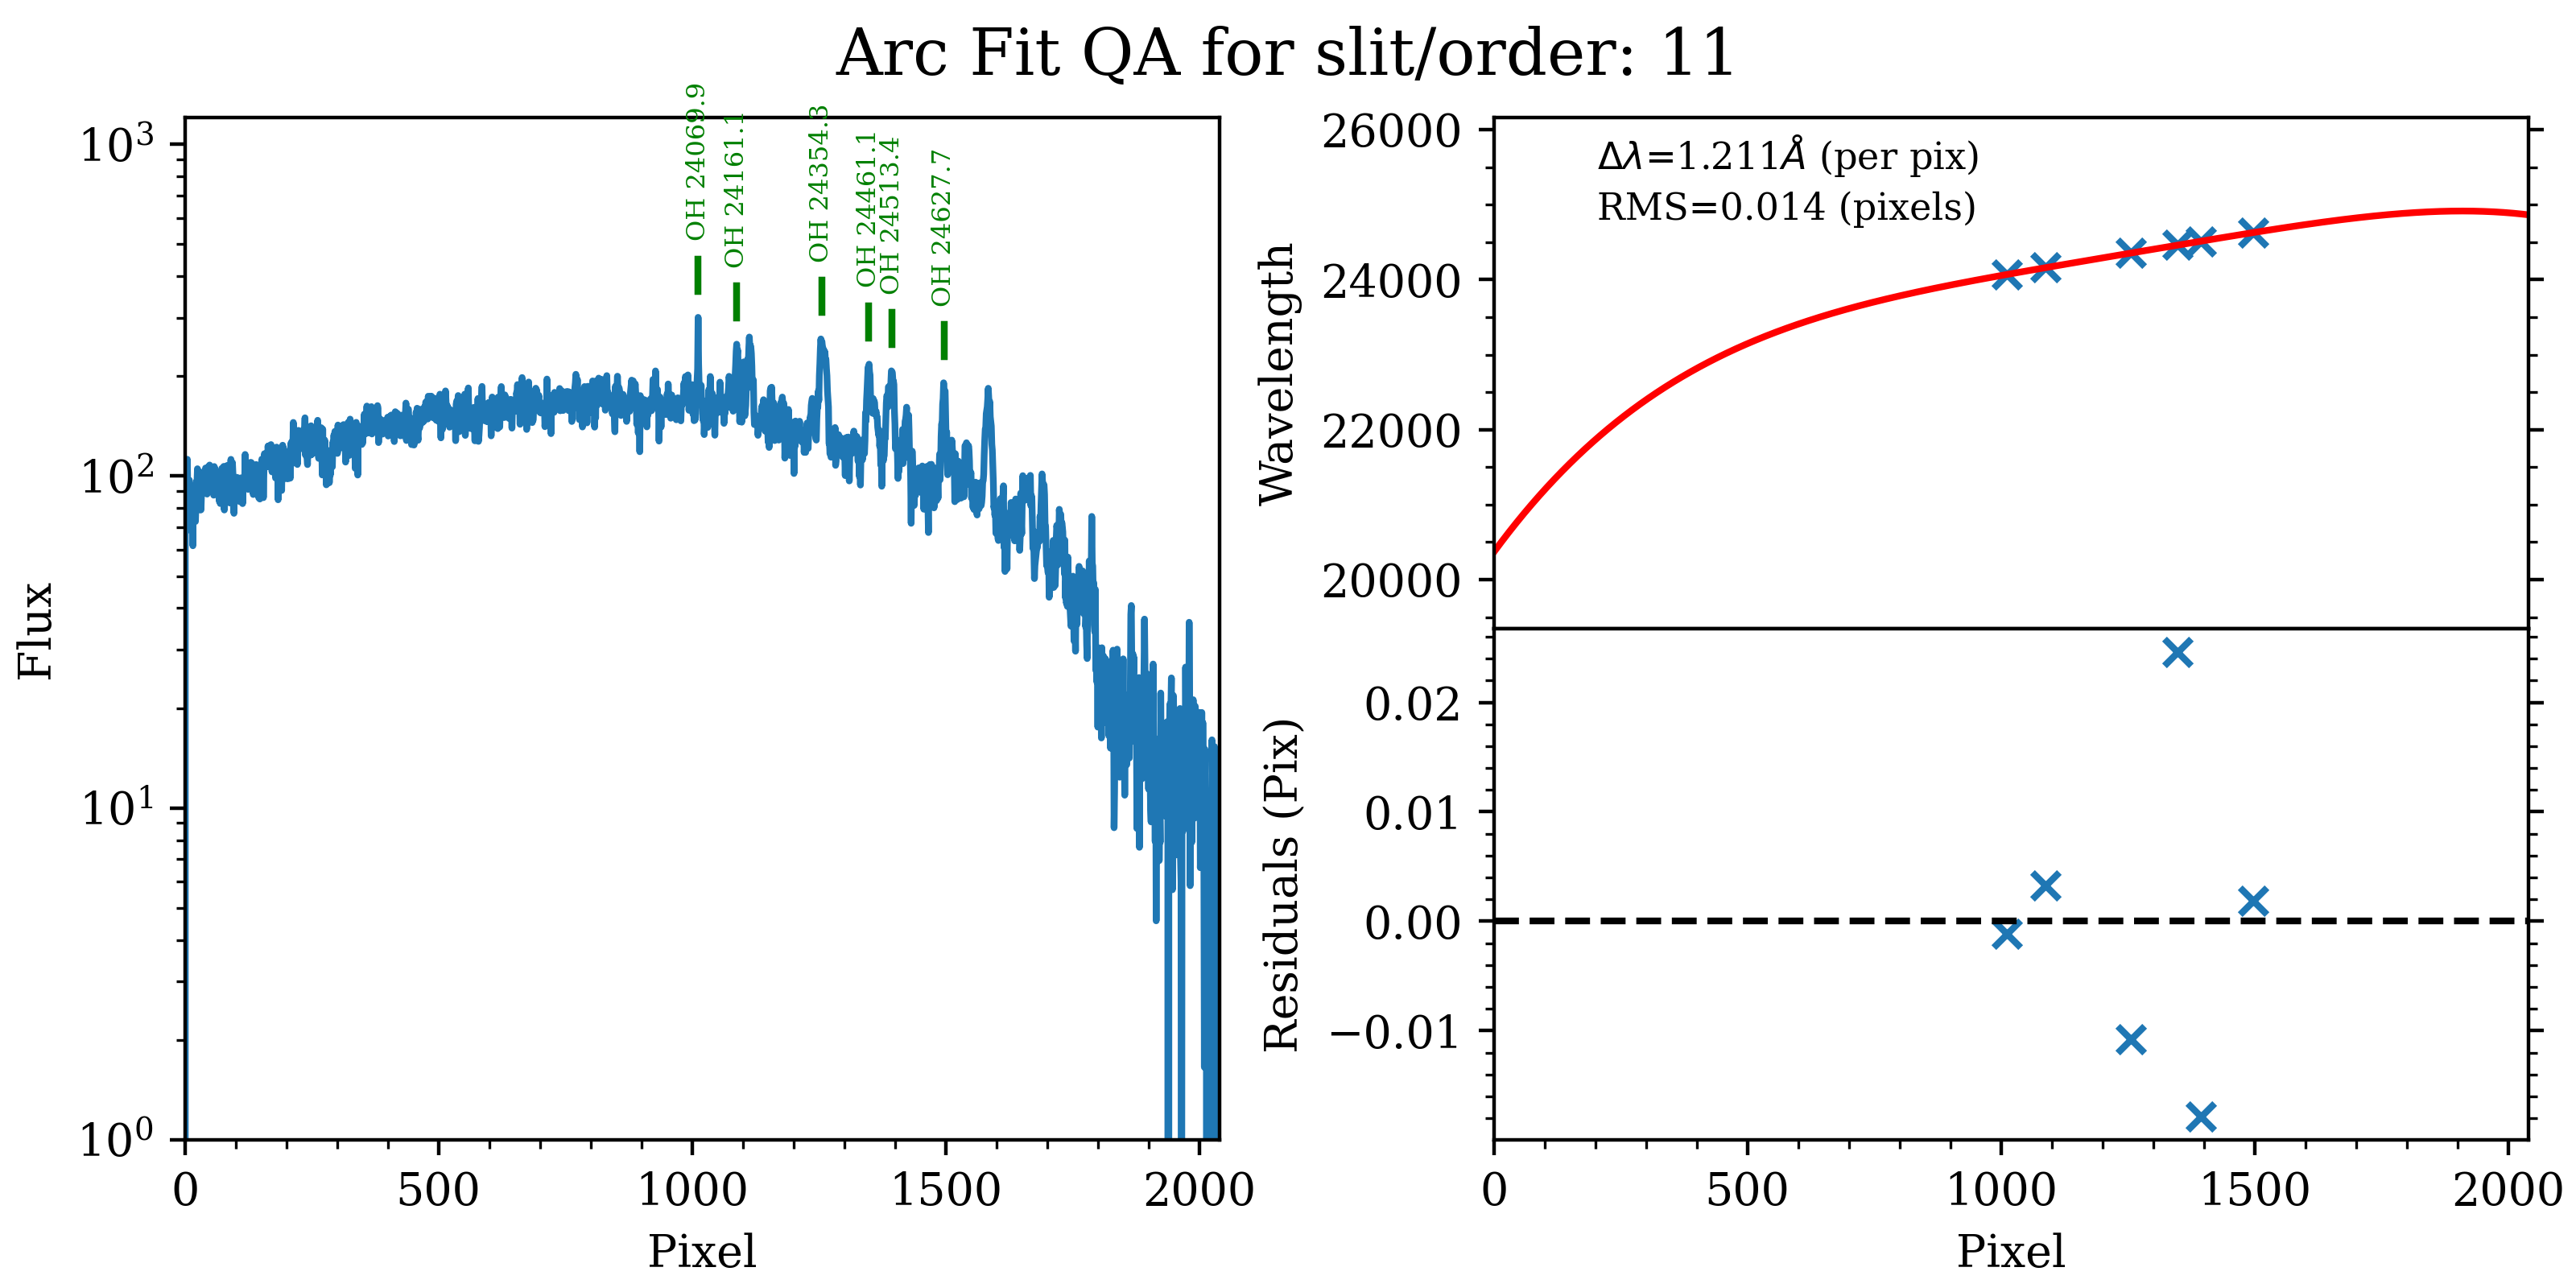 Arc Fit QA for slit/order: 11
10³
10²
10¹
10⁰
Flux
OH 24069.9
OH 24161.1
OH 24354.3
OH 24461.1
OH 24513.4
OH 24627.7
0 500 1000 1500 2000
Pixel
26000
24000
22000
20000
Wavelength
Δλ=1.211Å (per pix)
RMS=0.014 (pixels)
0.02
0.01
0.00
−0.01
Residuals (Pix)
0 500 1000 1500 2000
Pixel